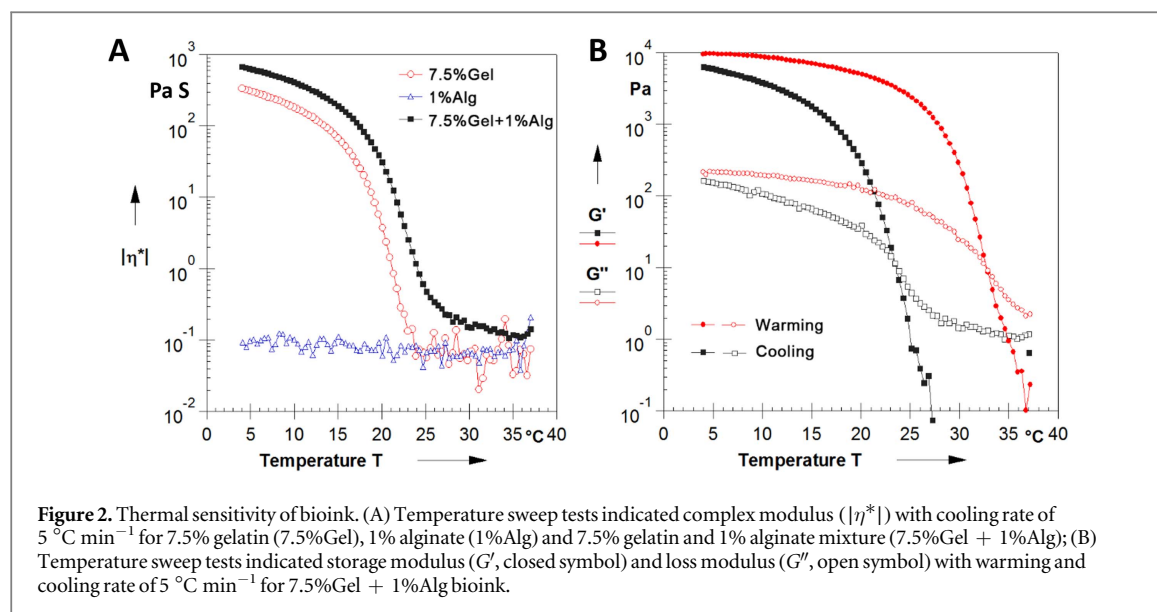 A
10^3
Pa S
10^2
10^1
10^0
|η*|
10^-1
10^-2
7.5%Gel
1%Alg
7.5%Gel+1%Alg
0 5 10 15 20 25 30 35 °C 40
Temperature T
B
10^4
Pa
10^3
10^2
G'
10^1
G''
10^0
10^-1
Warming
Cooling
0 5 10 15 20 25 30 35 °C 40
Temperature T
Figure 2. Thermal sensitivity of bioink. (A) Temperature sweep tests indicated complex modulus (|η*|) with cooling rate of
5 °C min−1 for 7.5% gelatin (7.5%Gel), 1% alginate (1%Alg) and 7.5% gelatin and 1% alginate mixture (7.5%Gel + 1%Alg); (B)
Temperature sweep tests indicated storage modulus (G′, closed symbol) and loss modulus (G″, open symbol) with warming and
cooling rate of 5 °C min−1 for 7.5%Gel + 1%Alg bioink.